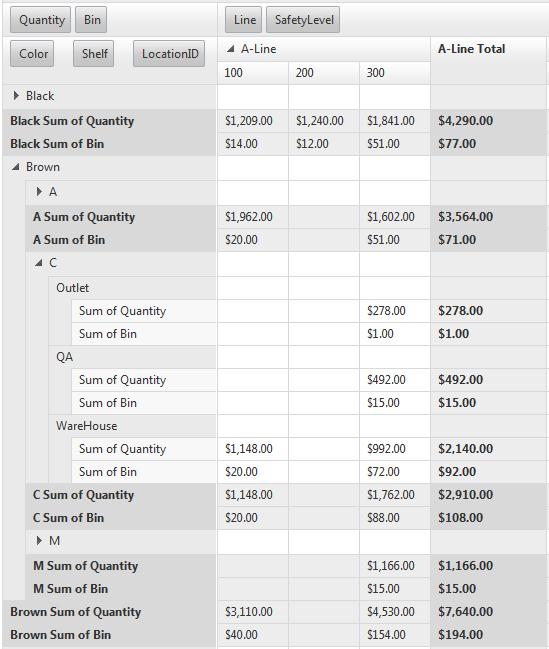 Quantity Bin Line SafetyLevel
Color Shelf LocationID A-Line A-Line Total
100 200 300
Black
Black Sum of Quantity $1,209.00 $1,240.00 $1,841.00 $4,290.00
Black Sum of Bin $14.00 $12.00 $51.00 $77.00
Brown
A
A Sum of Quantity $1,962.00 $1,602.00 $3,564.00
A Sum of Bin $20.00 $51.00 $71.00
C
Outlet
Sum of Quantity $278.00 $278.00
Sum of Bin $1.00 $1.00
QA
Sum of Quantity $492.00 $492.00
Sum of Bin $15.00 $15.00
WareHouse
Sum of Quantity $1,148.00 $992.00 $2,140.00
Sum of Bin $20.00 $72.00 $92.00
C Sum of Quantity $1,148.00 $1,762.00 $2,910.00
C Sum of Bin $20.00 $88.00 $108.00
M
M Sum of Quantity $1,166.00 $1,166.00
M Sum of Bin $15.00 $15.00
Brown Sum of Quantity $3,110.00 $4,530.00 $7,640.00
Brown Sum of Bin $40.00 $154.00 $194.00